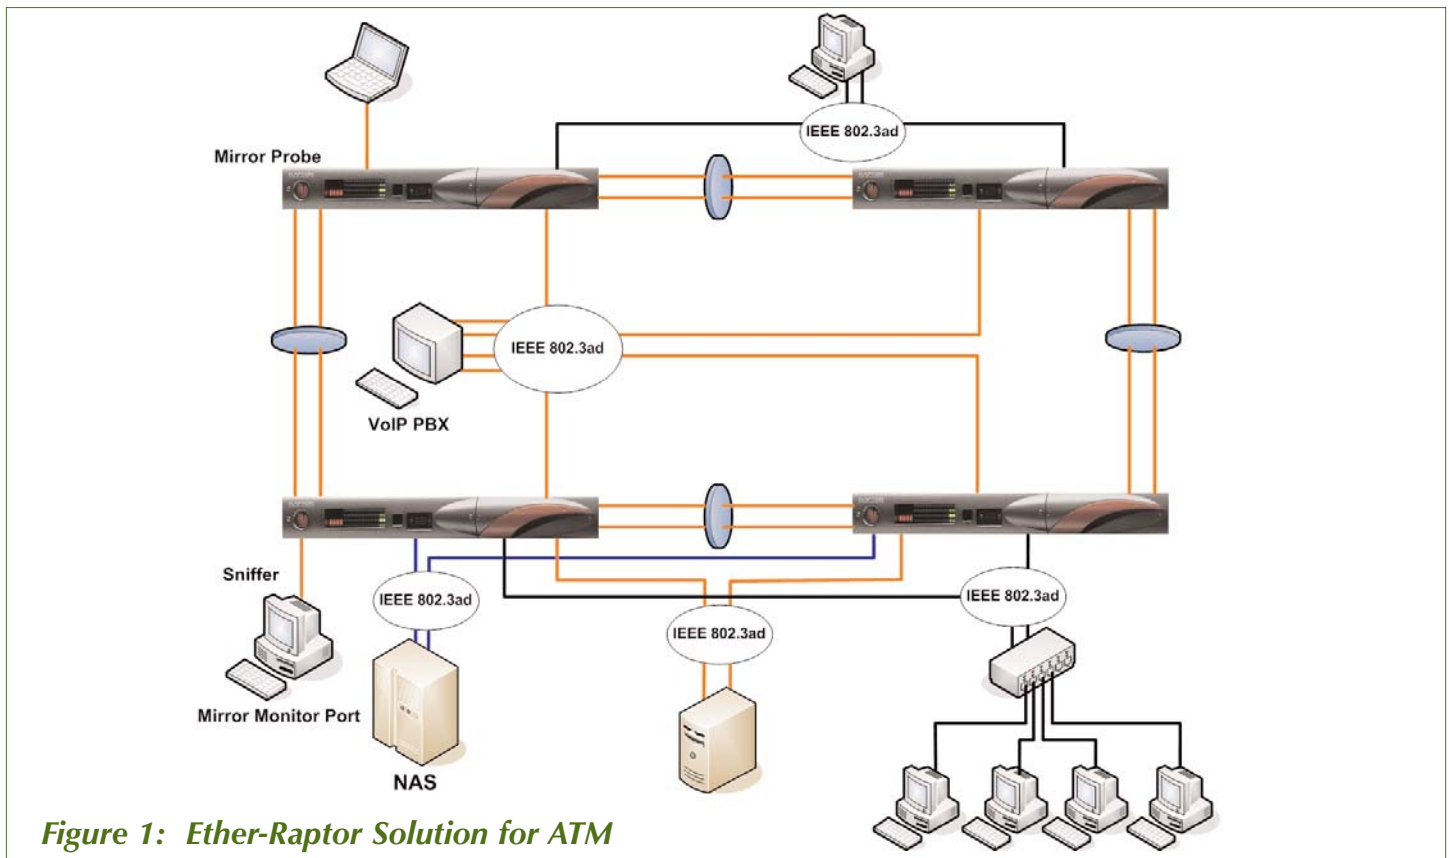 IEEE 802.3ad
Mirror Probe
IEEE 802.3ad
VoIP PBX
Sniffer
IEEE 802.3ad
IEEE 802.3ad
IEEE 802.3ad
Mirror Monitor Port
NAS
Figure 1: Ether-Raptor Solution for ATM